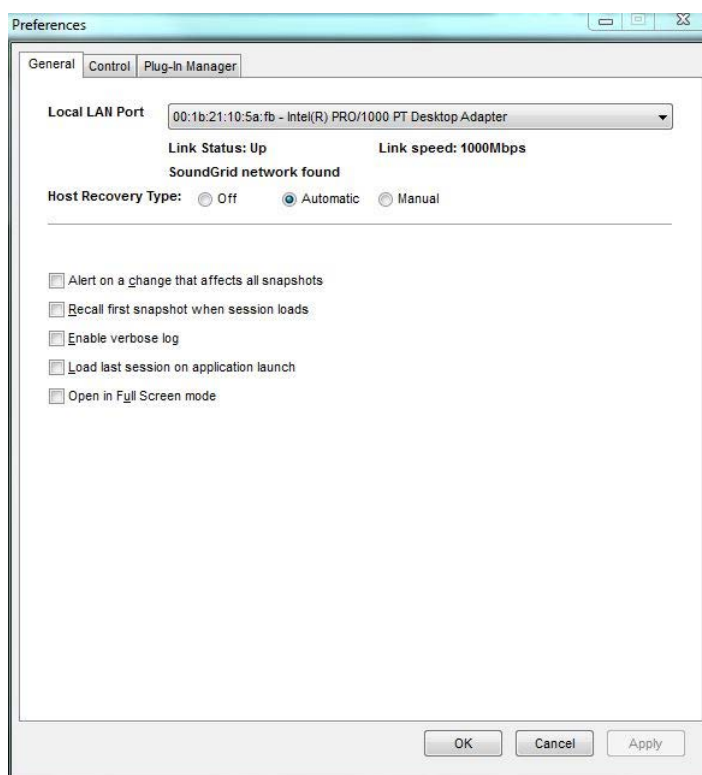 Preferences
General Control Plug-In Manager
Local LAN Port 00:1b:21:10:5a:fb - Intel(R) PRO/1000 PT Desktop Adapter
Link Status: Up Link speed: 1000Mbps
SoundGrid network found
Host Recovery Type: Off Automatic Manual
Alert on a change that affects all snapshots
Recall first snapshot when session loads
Enable verbose log
Load last session on application launch
Open in Full Screen mode
OK Cancel Apply